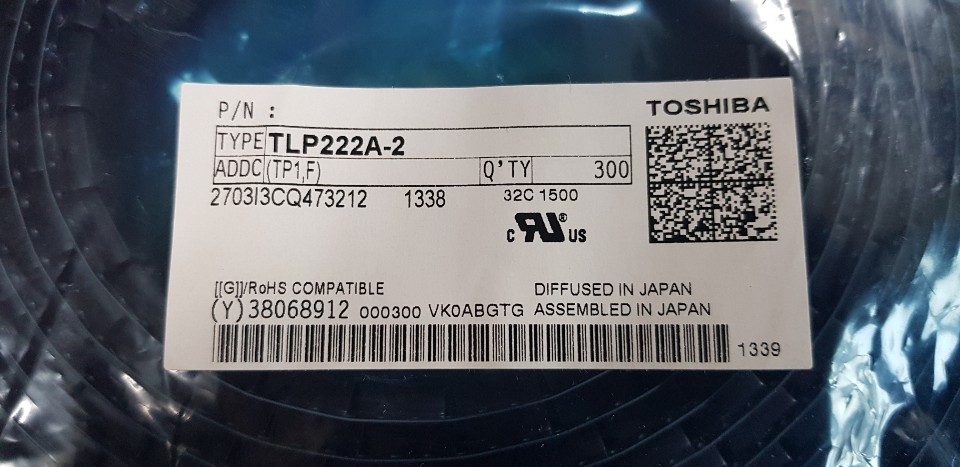 P/N :
TOSHIBA
TYPE TLP222A-2
ADDC (TP1,F) Q'TY 300
2703I3CQ473212 1338 32C 1500
c RU ® US
[[G]]/RoHS COMPATIBLE DIFFUSED IN JAPAN
(Y)38068912 000300 VK0ABGTG ASSEMBLED IN JAPAN
1339